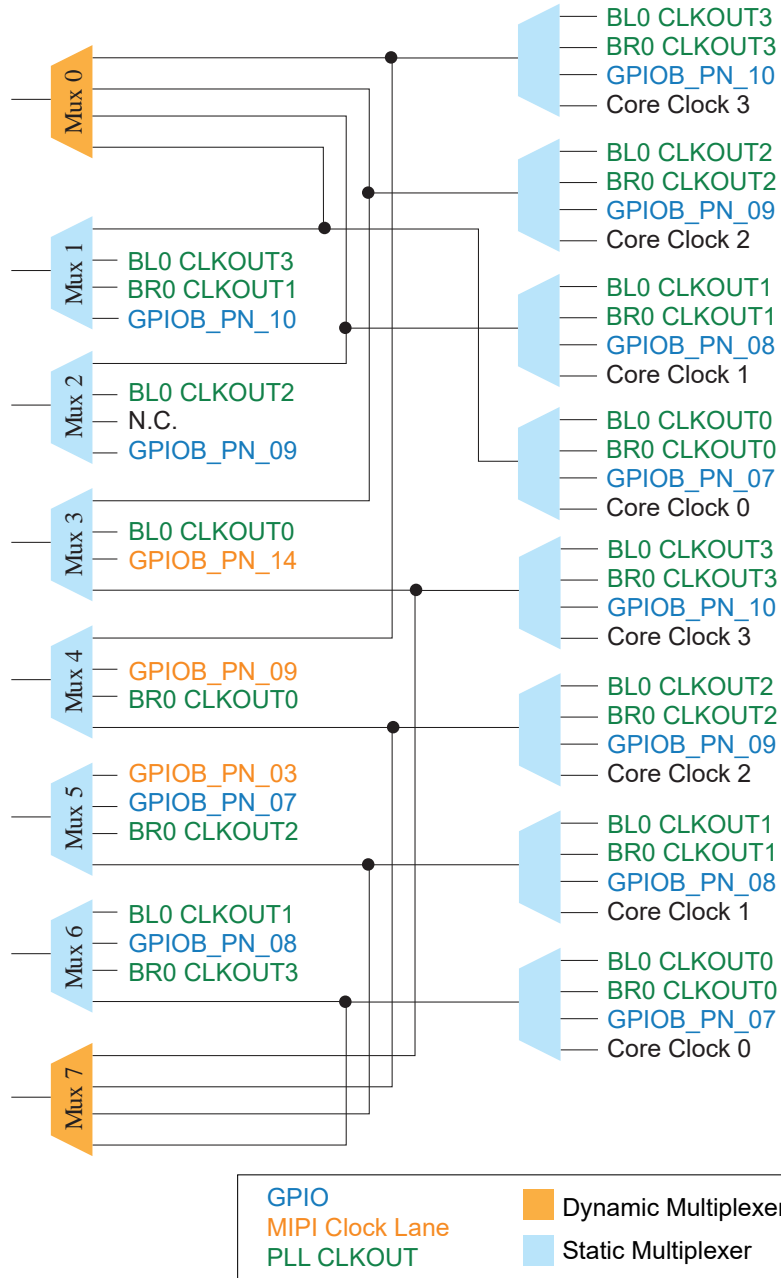 Mux 0
BL0 CLKOUT3
BR0 CLKOUT3
GPIOB_PN_10
Core Clock 3
BL0 CLKOUT2
BR0 CLKOUT2
GPIOB_PN_09
Core Clock 2
Mux 1
BL0 CLKOUT3
BR0 CLKOUT1
GPIOB_PN_10
BL0 CLKOUT1
BR0 CLKOUT1
GPIOB_PN_08
Core Clock 1
Mux 2
BL0 CLKOUT2
N.C.
GPIOB_PN_09
BL0 CLKOUT0
BR0 CLKOUT0
GPIOB_PN_07
Core Clock 0
Mux 3
BL0 CLKOUT0
GPIOB_PN_14
BL0 CLKOUT3
BR0 CLKOUT3
GPIOB_PN_10
Core Clock 3
Mux 4
GPIOB_PN_09
BR0 CLKOUT0
BL0 CLKOUT2
BR0 CLKOUT2
GPIOB_PN_09
Core Clock 2
Mux 5
GPIOB_PN_03
GPIOB_PN_07
BR0 CLKOUT2
BL0 CLKOUT1
BR0 CLKOUT1
GPIOB_PN_08
Core Clock 1
Mux 6
BL0 CLKOUT1
GPIOB_PN_08
BR0 CLKOUT3
BL0 CLKOUT0
BR0 CLKOUT0
GPIOB_PN_07
Core Clock 0
Mux 7
GPIO
MIPI Clock Lane
PLL CLKOUT
Dynamic Multiplexer
Static Multiplexer